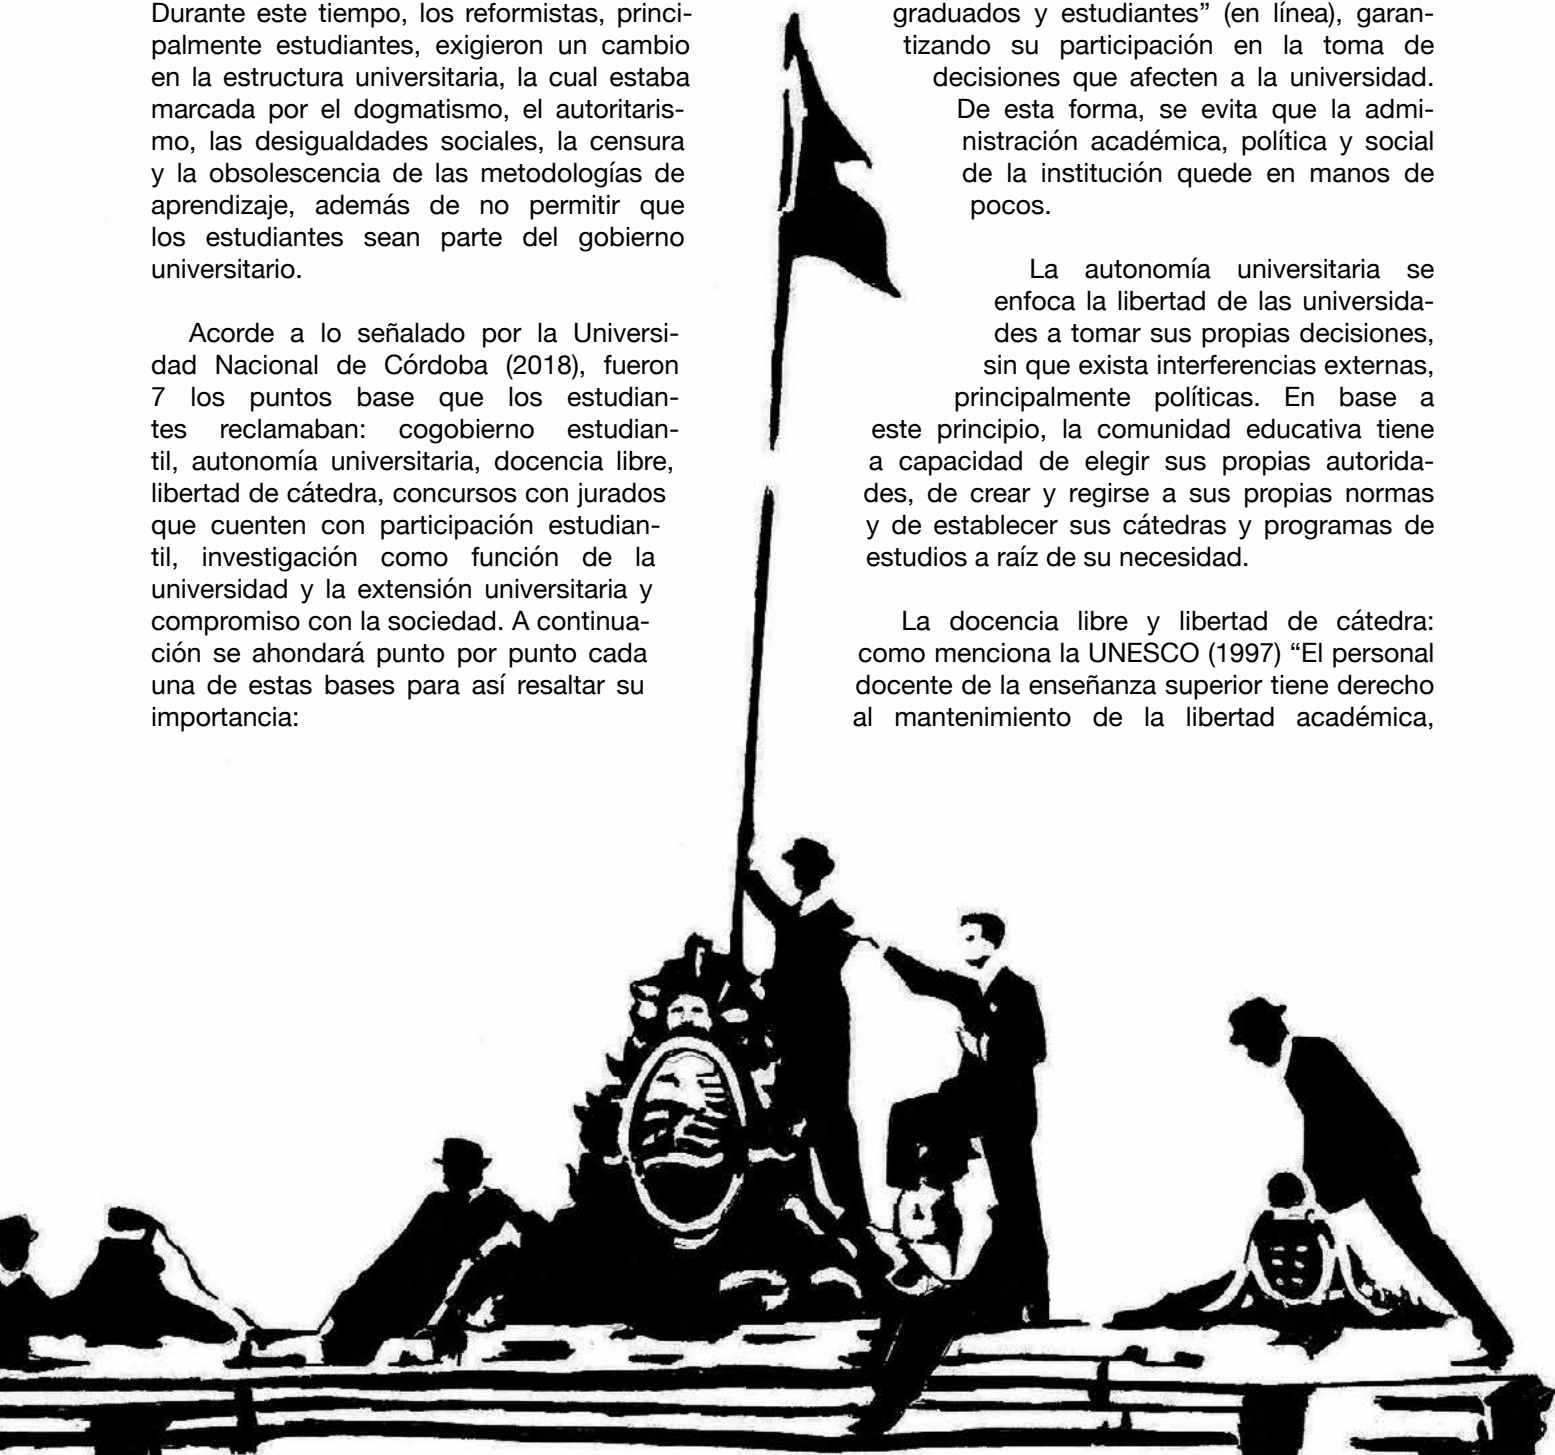 Durante este tiempo, los reformistas, princi-
palmente estudiantes, exigieron un cambio
en la estructura universitaria, la cual estaba
marcada por el dogmatismo, el autoritaris-
mo, las desigualdades sociales, la censura
y la obsolescencia de las metodologías de
aprendizaje, además de no permitir que
los estudiantes sean parte del gobierno
universitario.
Acorde a lo señalado por la Universi-
dad Nacional de Córdoba (2018), fueron
7 los puntos base que los estudian-
tes reclamaban: cogobierno estudian-
til, autonomía universitaria, docencia libre,
libertad de cátedra, concursos con jurados
que cuenten con participación estudian-
til, investigación como función de la
universidad y la extensión universitaria y
compromiso con la sociedad. A continua-
ción se ahondará punto por punto cada
una de estas bases para así resaltar su
importancia:
graduados y estudiantes” (en línea), garan-
tizando su participación en la toma de
decisiones que afecten a la universidad.
De esta forma, se evita que la admi-
nistración académica, política y social
de la institución quede en manos de
pocos.
La autonomía universitaria se
enfoca la libertad de las universida-
des a tomar sus propias decisiones,
sin que exista interferencias externas,
principalmente políticas. En base a
este principio, la comunidad educativa tiene
a capacidad de elegir sus propias autorida-
des, de crear y regirse a sus propias normas
y de establecer sus cátedras y programas de
estudios a raíz de su necesidad.
La docencia libre y libertad de cátedra:
como menciona la UNESCO (1997) “El personal
docente de la enseñanza superior tiene derecho
al mantenimiento de la libertad académica,